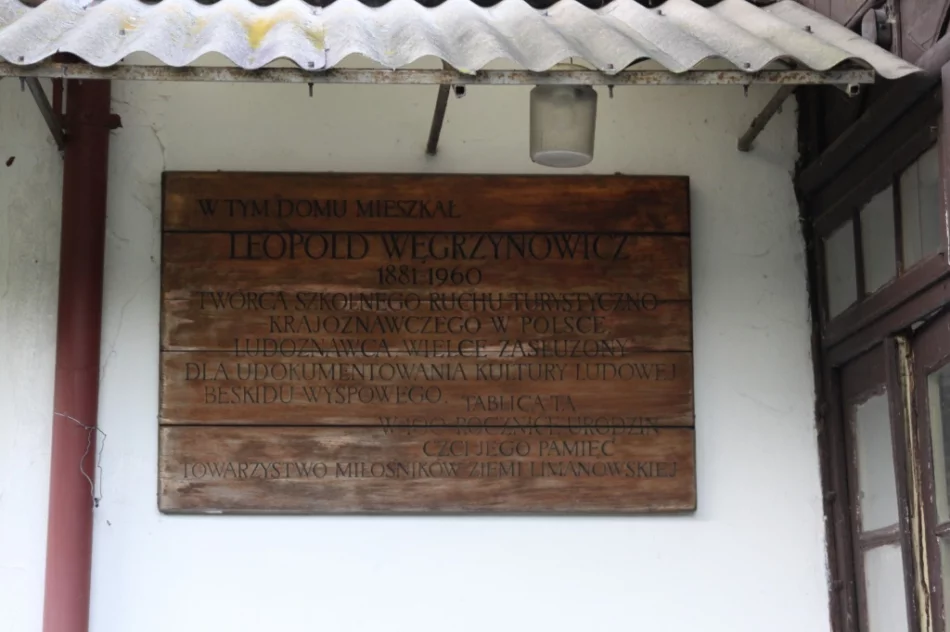 W TYM DOMU MIESZKAŁ
LEOPOLD WĘGRZYNOWICZ
1881-1960
TWÓRCA SZKOLNEGO RUCHU TURYSTYCZNO-
KRAJOZNAWCZEGO W POLSCE,
LUDOZNAWCA WIELCE ZASŁUŻONY
DLA UDOKUMENTOWANIA KULTURY LUDOWEJ
BESKIDU WYSPOWEGO.
TABLICA TA
W 100 ROCZNICĘ URODZIN
CZCI JEGO PAMIĘĆ
TOWARZYSTWO MIŁOŚNIKÓW ZIEMI LIMANOWSKIEJ